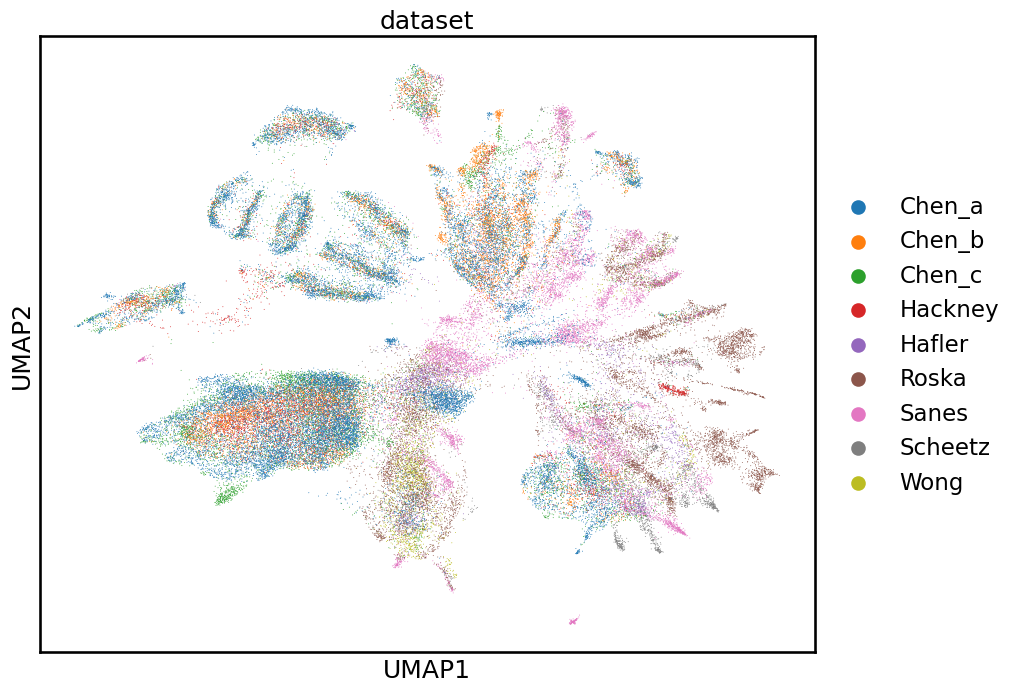 dataset
UMAP2
UMAP1
Chen_a
Chen_b
Chen_c
Hackney
Hafler
Roska
Sanes
Scheetz
Wong